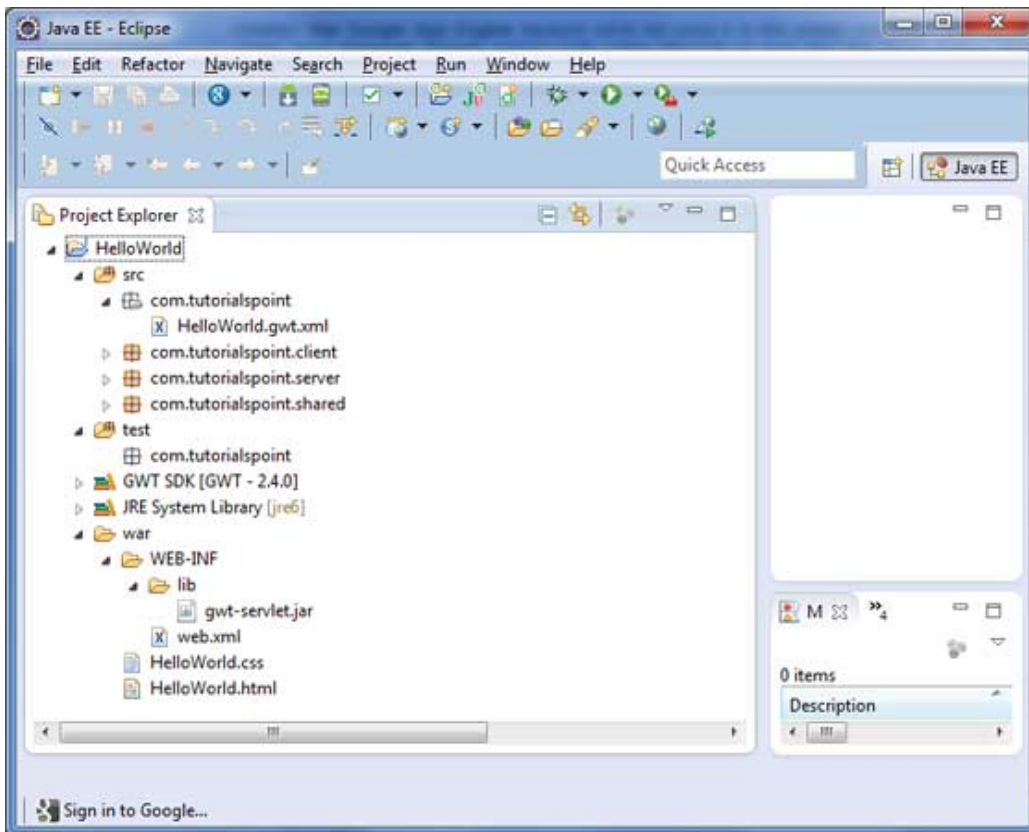 Java EE - Eclipse
File Edit Refactor Navigate Search Project Run Window Help
Quick Access
Java EE
Project Explorer
HelloWorld
src
com.tutorialspoint
HelloWorld.gwt.xml
com.tutorialspoint.client
com.tutorialspoint.server
com.tutorialspoint.shared
test
com.tutorialspoint
GWT SDK [GWT - 2.4.0]
JRE System Library [jre6]
war
WEB-INF
lib
gwt-servlet.jar
web.xml
HelloWorld.css
HelloWorld.html
M
»4
0 items
Description
Sign in to Google...